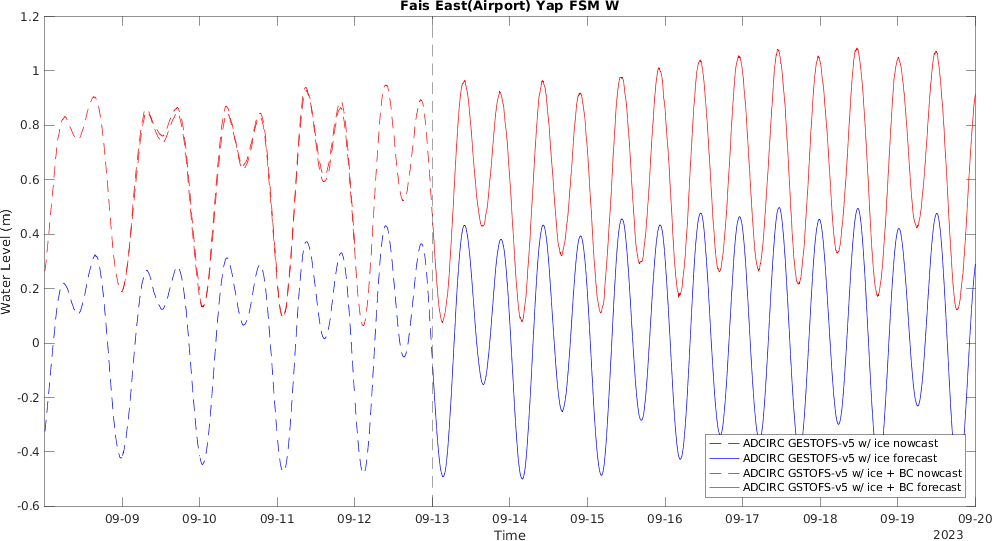 Fais East(Airport) Yap FSM W
1.2
1
0.8
0.6
0.4
0.2
0
-0.2
-0.4
-0.6
Water Level (m)
ADCIRC GESTOFS-v5 w/ ice nowcast
ADCIRC GESTOFS-v5 w/ ice forecast
ADCIRC GSTOFS-v5 w/ ice + BC nowcast
ADCIRC GSTOFS-v5 w/ ice + BC forecast
09-09 09-10 09-11 09-12 09-13 09-14 09-15 09-16 09-17 09-18 09-19 09-20
Time
2023